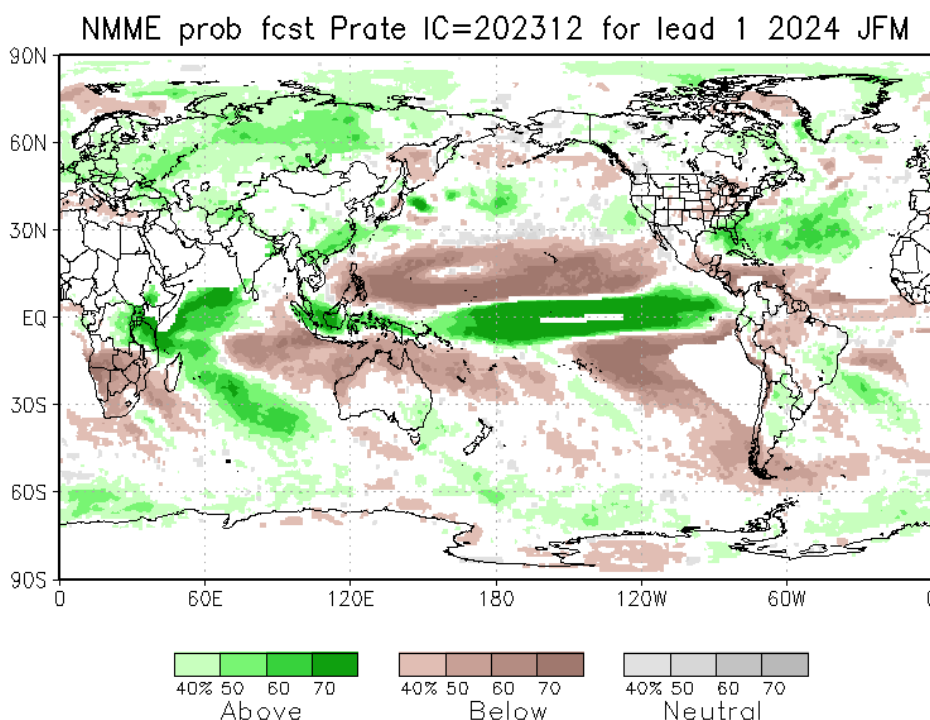 NMME prob fcst Prate IC=202312 for lead 1 2024 JFM
90N
60N
30N
EQ
30S
60S
90S
0 60E 120E 180 120W 60W 0
40% 50 60 70 40% 50 60 70 40% 50 60 70
Above Below Neutral